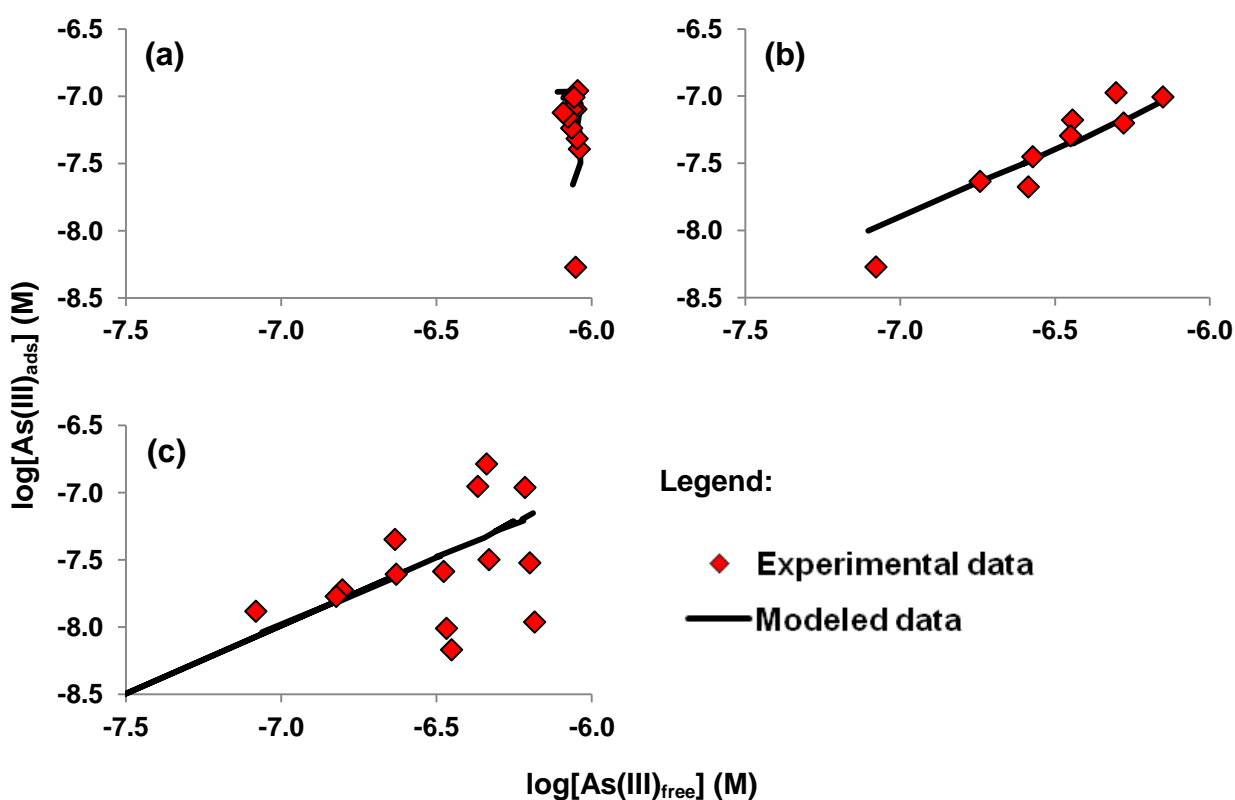 (a)
-6.5
-7.0
-7.5
-8.0
-8.5
-7.5 -7.0 -6.5 -6.0
(b)
-6.5
-7.0
-7.5
-8.0
-8.5
-7.5 -7.0 -6.5 -6.0
log[As(III)ads] (M)
(c)
-6.5
-7.0
-7.5
-8.0
-8.5
-7.5 -7.0 -6.5 -6.0
Legend:
Experimental data
Modeled data
log[As(III)free] (M)